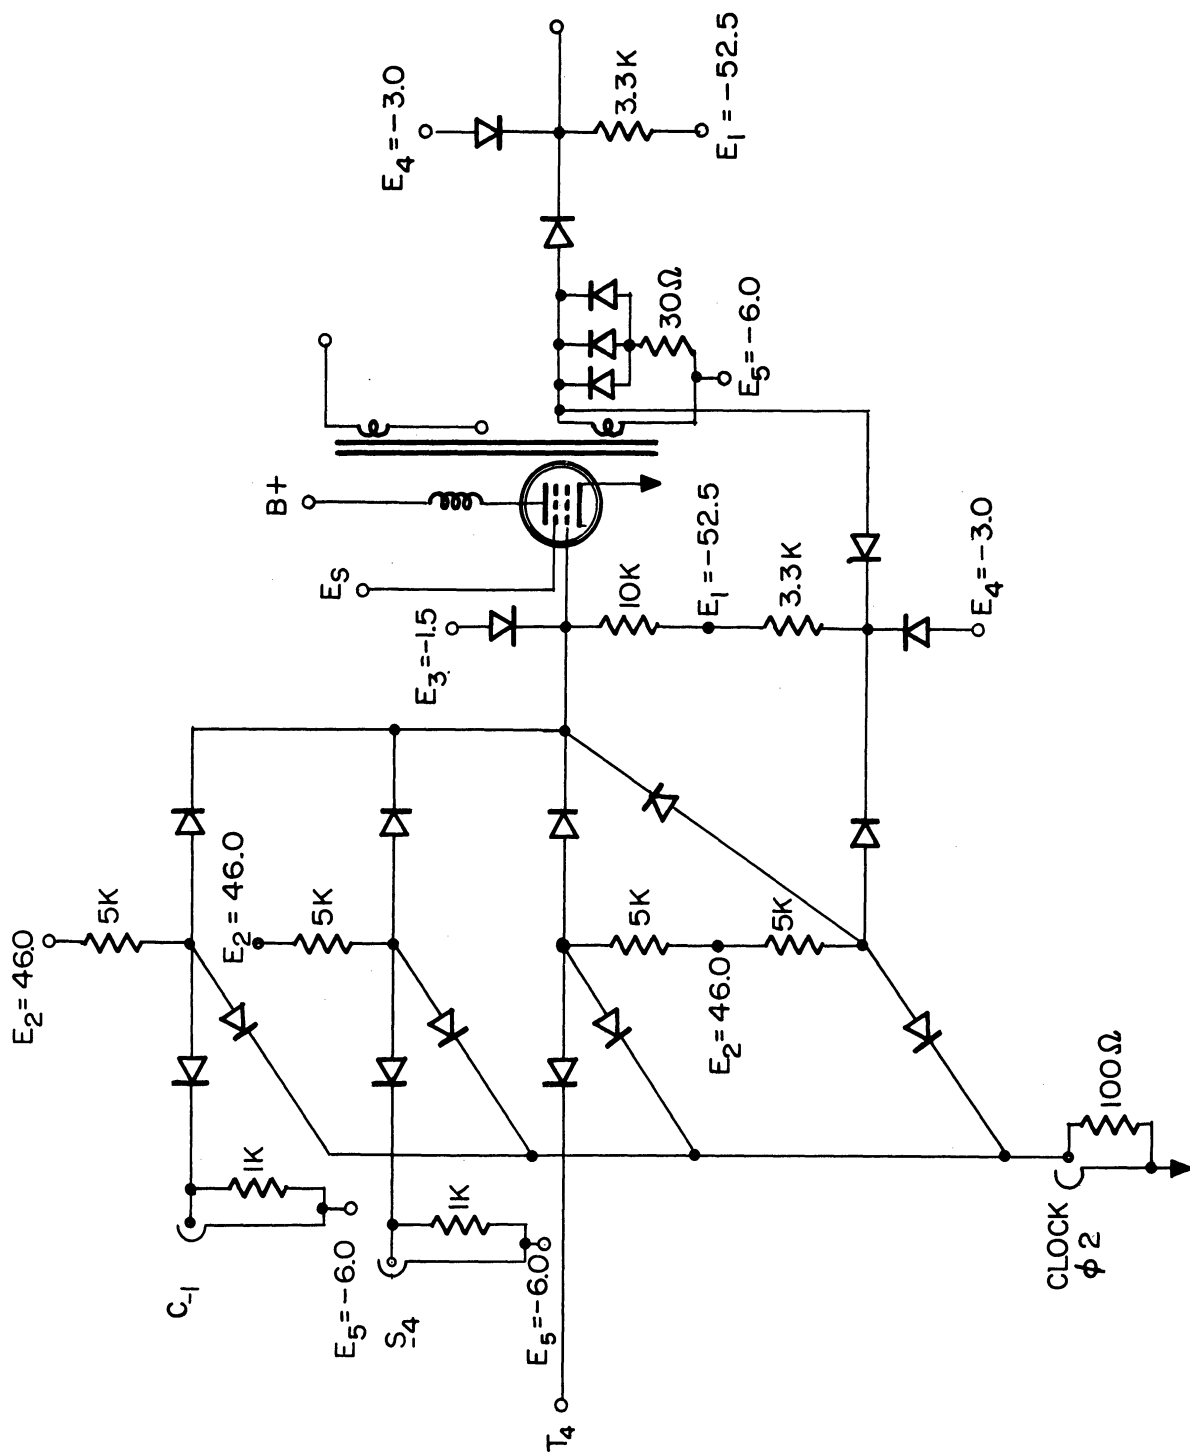 E4=-3.0
3.3K
E1=-52.5
30Ω
E5=-6.0
B+
ES
E3=-1.5
10K
E1=-52.5
3.3K
E4=-3.0
E2=46.0
5K
E2=46.0
5K
5K
E2=46.0
5K
C-1
1K
E5=-6.0
S4
1K
E5=-6.0
T4
CLOCK
φ2
100Ω